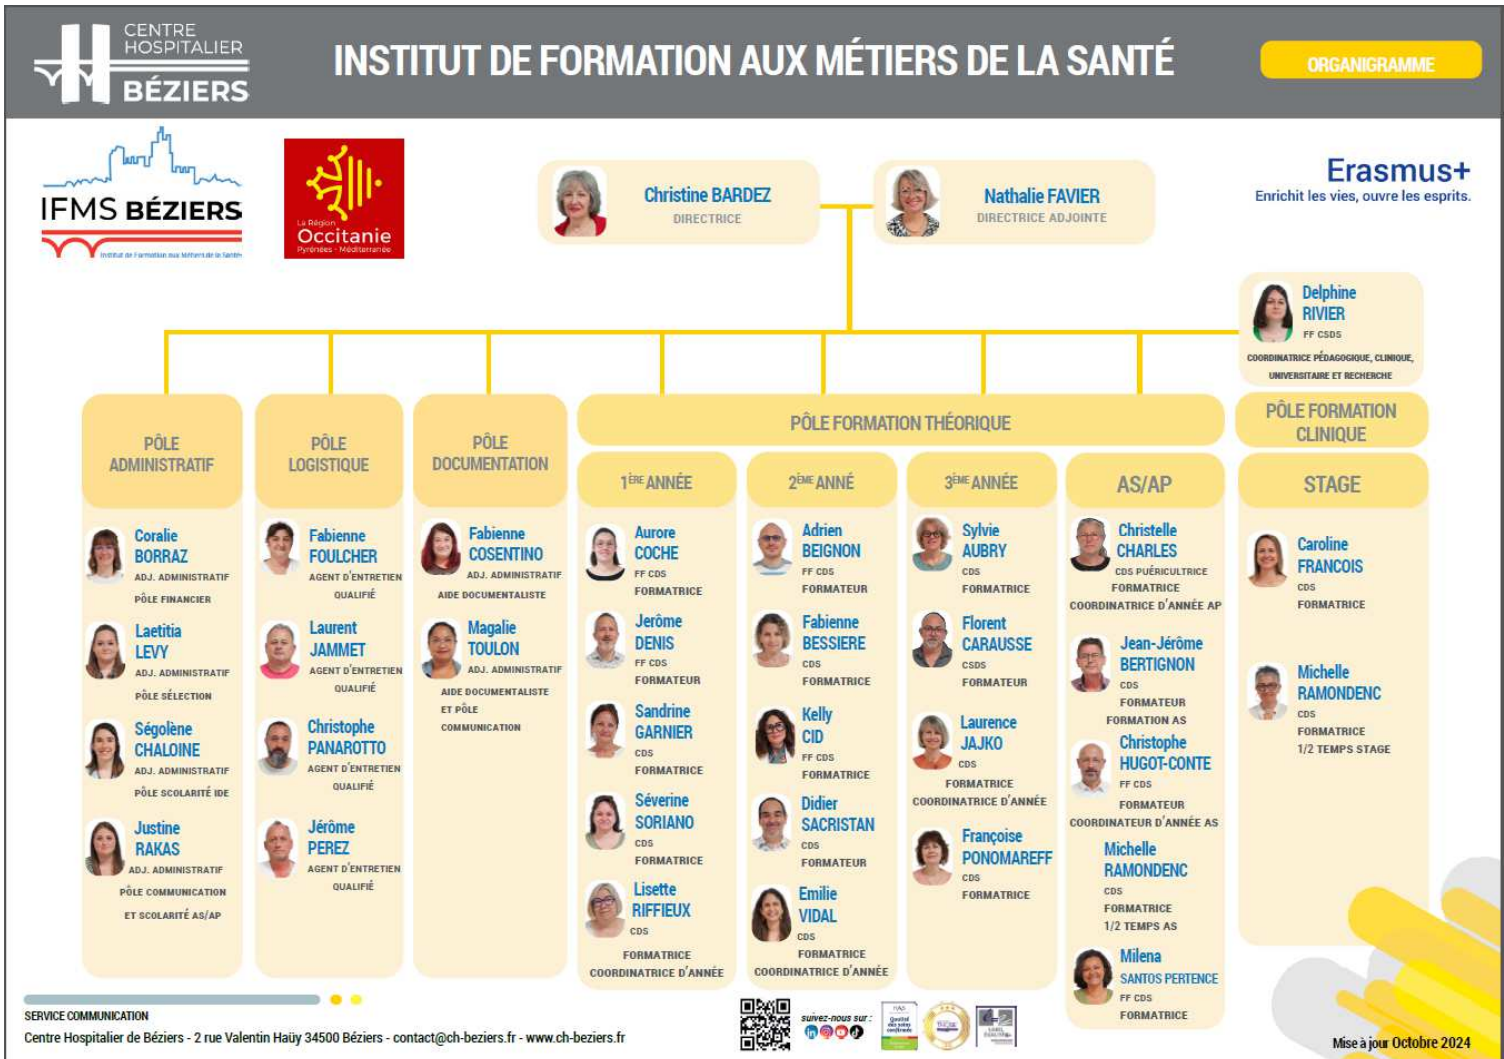 CENTRE
HOSPITALIER
BÉZIERS
INSTITUT DE FORMATION AUX MÉTIERS DE LA SANTÉ
ORGANIGRAMME
IFMS BÉZIERS
Institut de Formation aux Métiers de la Santé
La Région
Occitanie
Pyrénées - Méditerranée
Christine BARDEZ
DIRECTRICE
Nathalie FAVIER
DIRECTRICE ADJOINTE
Erasmus+
Enrichit les vies, ouvre les esprits.
Delphine
RIVIER
FF CSDS
COORDINATRICE PÉDAGOGIQUE, CLINIQUE,
UNIVERSITAIRE ET RECHERCHE
PÔLE
ADMINISTRATIF
Coralie
BORRAZ
ADJ. ADMINISTRATIF
PÔLE FINANCIER
Laetitia
LEVY
ADJ. ADMINISTRATIF
PÔLE SÉLECTION
Ségolène
CHALOINE
ADJ. ADMINISTRATIF
PÔLE SCOLARITÉ IDE
Justine
RAKAS
ADJ. ADMINISTRATIF
PÔLE COMMUNICATION
ET SCOLARITÉ AS/AP
PÔLE
LOGISTIQUE
Fabienne
FOULCHER
AGENT D'ENTRETIEN
QUALIFIÉ
Laurent
JAMMET
AGENT D'ENTRETIEN
QUALIFIÉ
Christophe
PANAROTTO
AGENT D'ENTRETIEN
QUALIFIÉ
Jérôme
PEREZ
AGENT D'ENTRETIEN
QUALIFIÉ
PÔLE
DOCUMENTATION
Fabienne
COSENTINO
ADJ. ADMINISTRATIF
AIDE DOCUMENTALISTE
Magalie
TOULON
ADJ. ADMINISTRATIF
AIDE DOCUMENTALISTE
ET PÔLE
COMMUNICATION
PÔLE FORMATION THÉORIQUE
1ÈRE ANNÉE
Aurore
COCHE
FF CDS
FORMATRICE
Jerôme
DENIS
FF CDS
FORMATEUR
Sandrine
GARNIER
CDS
FORMATRICE
Séverine
SORIANO
CDS
FORMATRICE
Lisette
RIFFIEUX
CDS
FORMATRICE
COORDINATRICE D'ANNÉE
2ÈME ANNÉ
Adrien
BEIGNON
FF CDS
FORMATEUR
Fabienne
BESSIERE
CDS
FORMATRICE
Kelly
CID
FF CDS
FORMATRICE
Didier
SACRISTAN
CDS
FORMATEUR
Emilie
VIDAL
CDS
FORMATRICE
COORDINATRICE D'ANNÉE
3ÈME ANNÉE
Sylvie
AUBRY
CDS
FORMATRICE
Florent
CARAUSSE
CSDS
FORMATEUR
Laurence
JAJKO
CDS
FORMATRICE
COORDINATRICE D'ANNÉE
Françoise
PONOMAREFF
CDS
FORMATRICE
AS/AP
Christelle
CHARLES
CDS PUÉRICULTRICE
FORMATRICE
COORDINATRICE D'ANNÉE AP
Jean-Jérôme
BERTIGNON
CDS
FORMATEUR
FORMATION AS
Christophe
HUGOT-CONTE
FF CDS
FORMATEUR
COORDINATEUR D'ANNÉE AS
Michelle
RAMONDENC
CDS
FORMATRICE
1/2 TEMPS AS
Milena
SANTOS PERTENCE
FF CDS
FORMATRICE
PÔLE FORMATION
CLINIQUE
STAGE
Caroline
FRANCOIS
CDS
FORMATRICE
Michelle
RAMONDENC
CDS
FORMATRICE
1/2 TEMPS STAGE
SERVICE COMMUNICATION
Centre Hospitalier de Béziers - 2 rue Valentin Haüy 34500 Béziers - contact@ch-beziers.fr - www.ch-beziers.fr
suivez-nous sur :
Mise à jour Octobre 2024